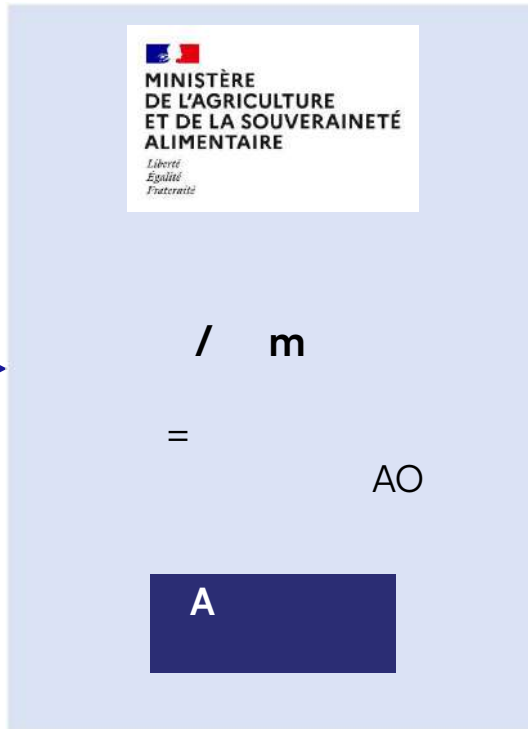 MINISTÈRE
DE L'AGRICULTURE
ET DE LA SOUVERAINETÉ
ALIMENTAIRE
Liberté
Égalité
Fraternité
/ m
=
AO
A